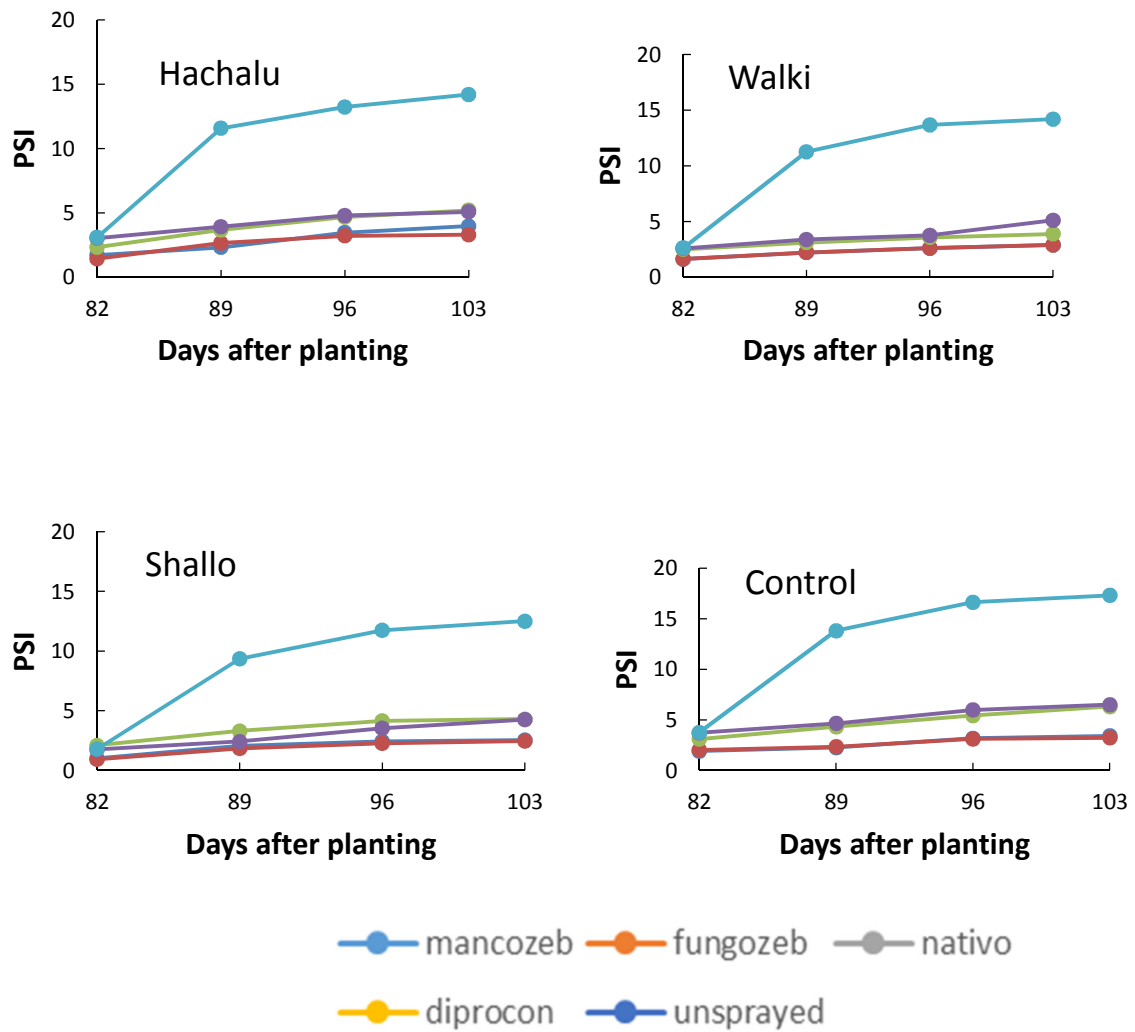 Hachalu
PSI
20
15
10
5
0
82 89 96 103
Days after planting
Walki
PSI
20
15
10
5
0
82 89 96 103
Days after planting
Shallo
PSI
20
15
10
5
0
82 89 96 103
Days after planting
Control
PSI
20
15
10
5
0
82 89 96 103
Days after planting
mancozeb fungozeb nativo
diprocon unsprayed